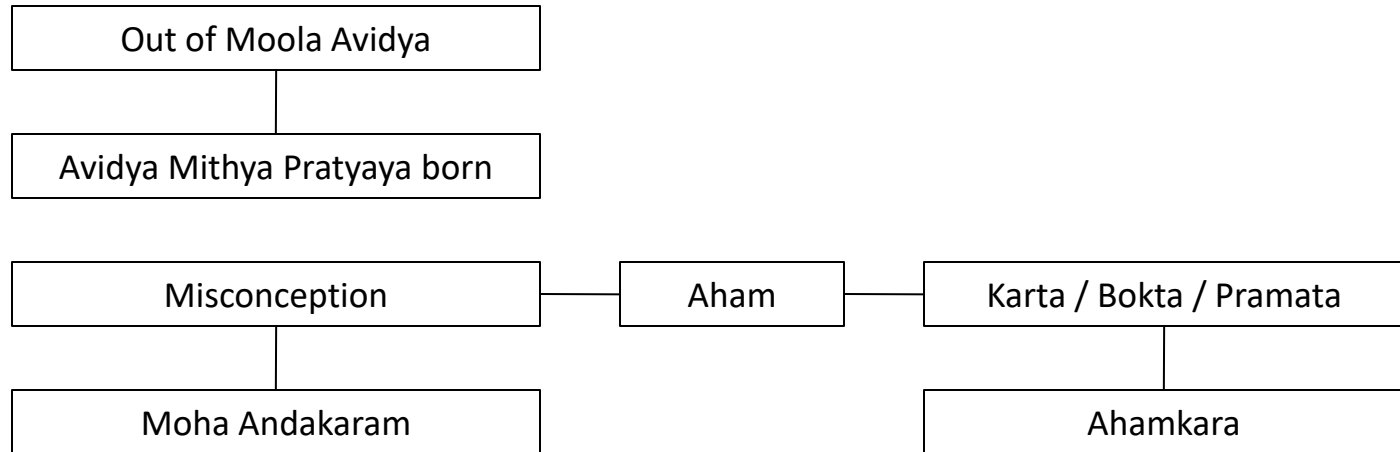 Out of Moola Avidya
Avidya Mithya Pratyaya born
Misconception
Aham
Karta / Bokta / Pramata
Moha Andakaram
Ahamkara